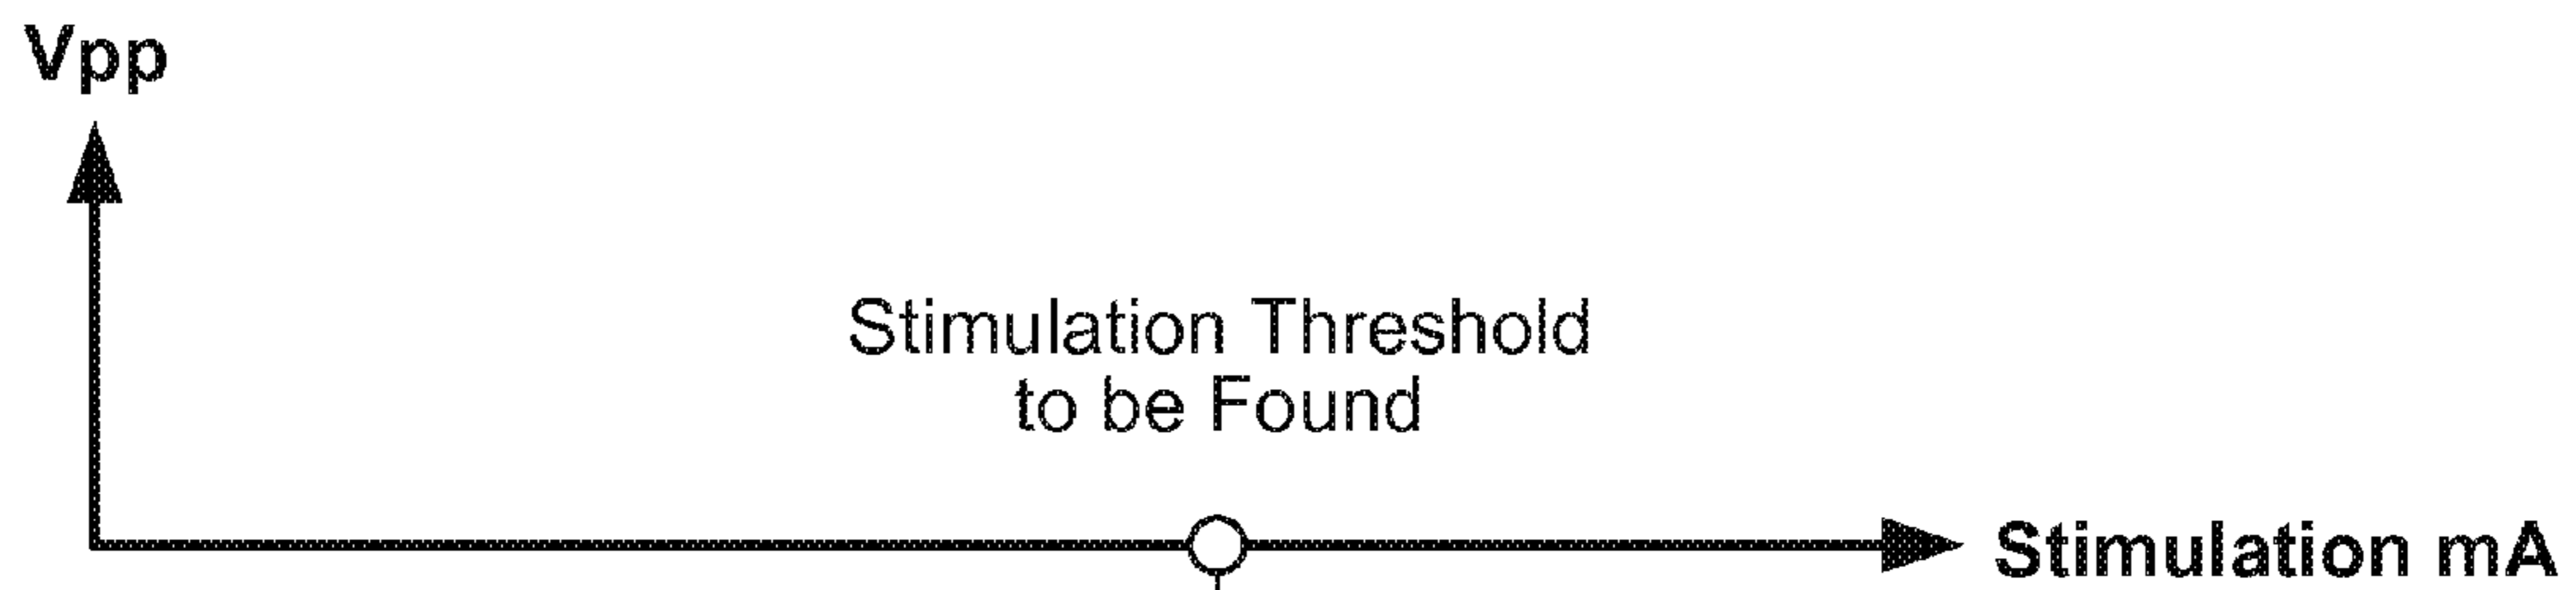 Vpp
Stimulation Threshold
to be Found
Stimulation mA